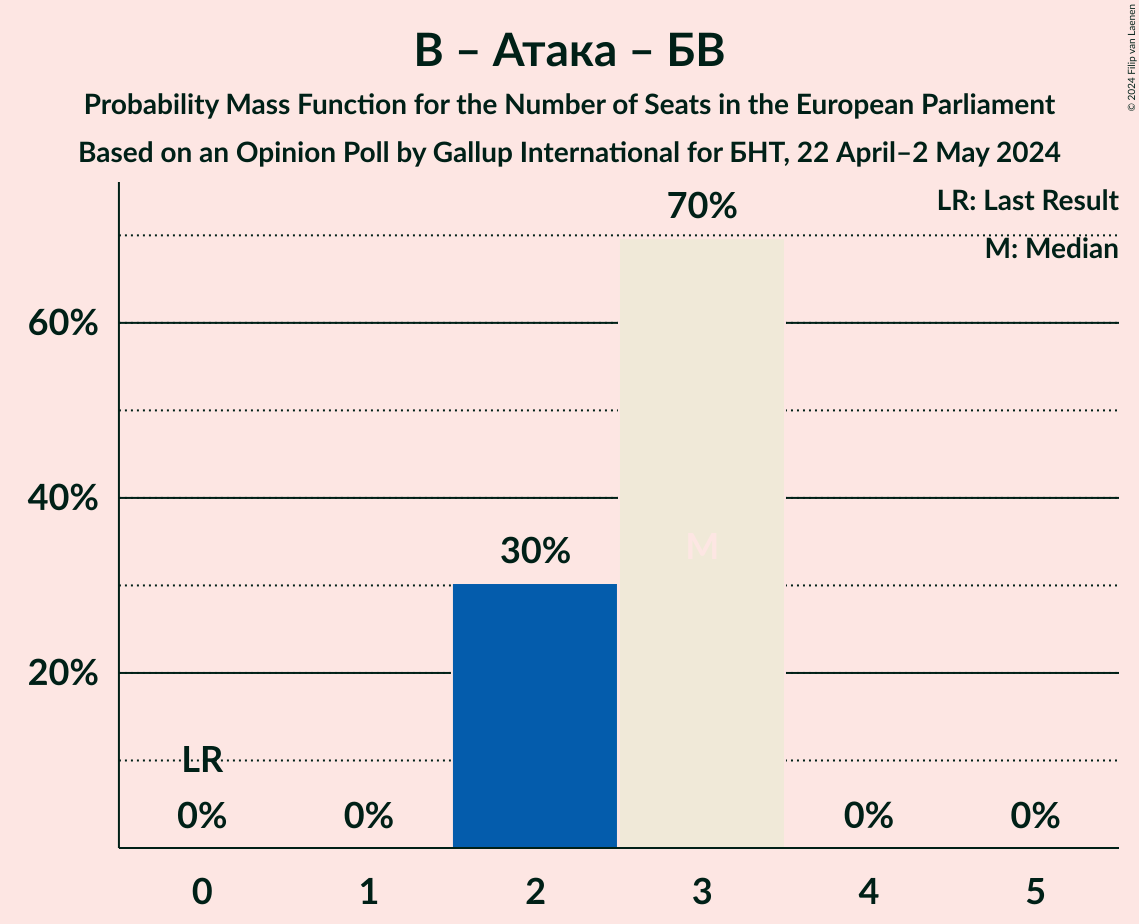 В – Атака – БВ
Probability Mass Function for the Number of Seats in the European Parliament
Based on an Opinion Poll by Gallup International for БНТ, 22 April–2 May 2024
© 2024 Filip van Laenen
LR: Last Result
M: Median
70%
60%
40%
30%
M
20%
LR
0% 0% 0% 0%
0 1 2 3 4 5